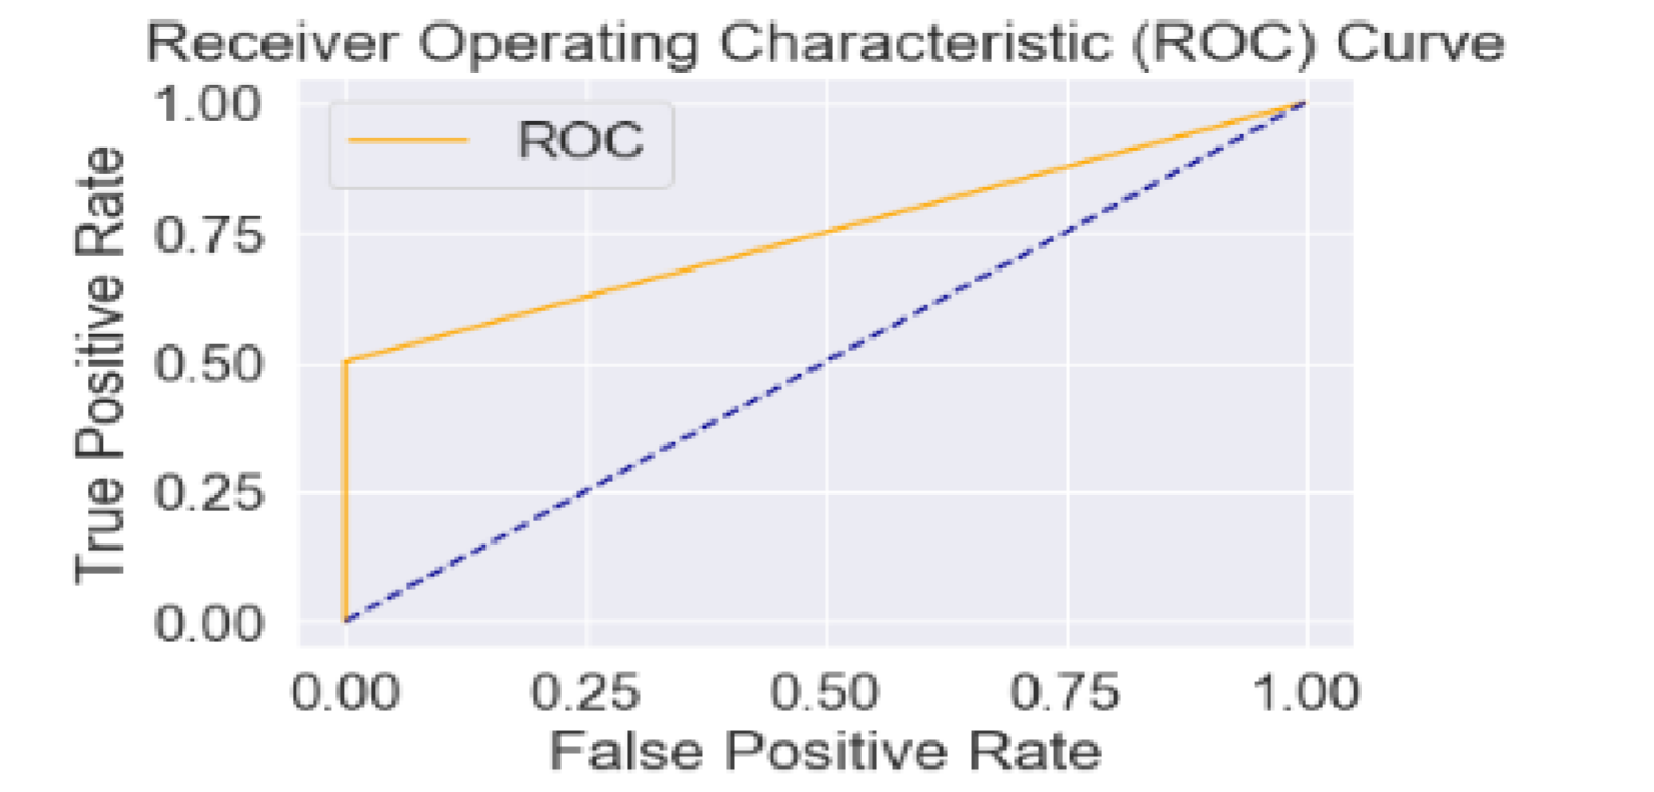 Receiver Operating Characteristic (ROC) Curve
ROC
True Positive Rate
1.00
0.75
0.50
0.25
0.00
0.00 0.25 0.50 0.75 1.00
False Positive Rate